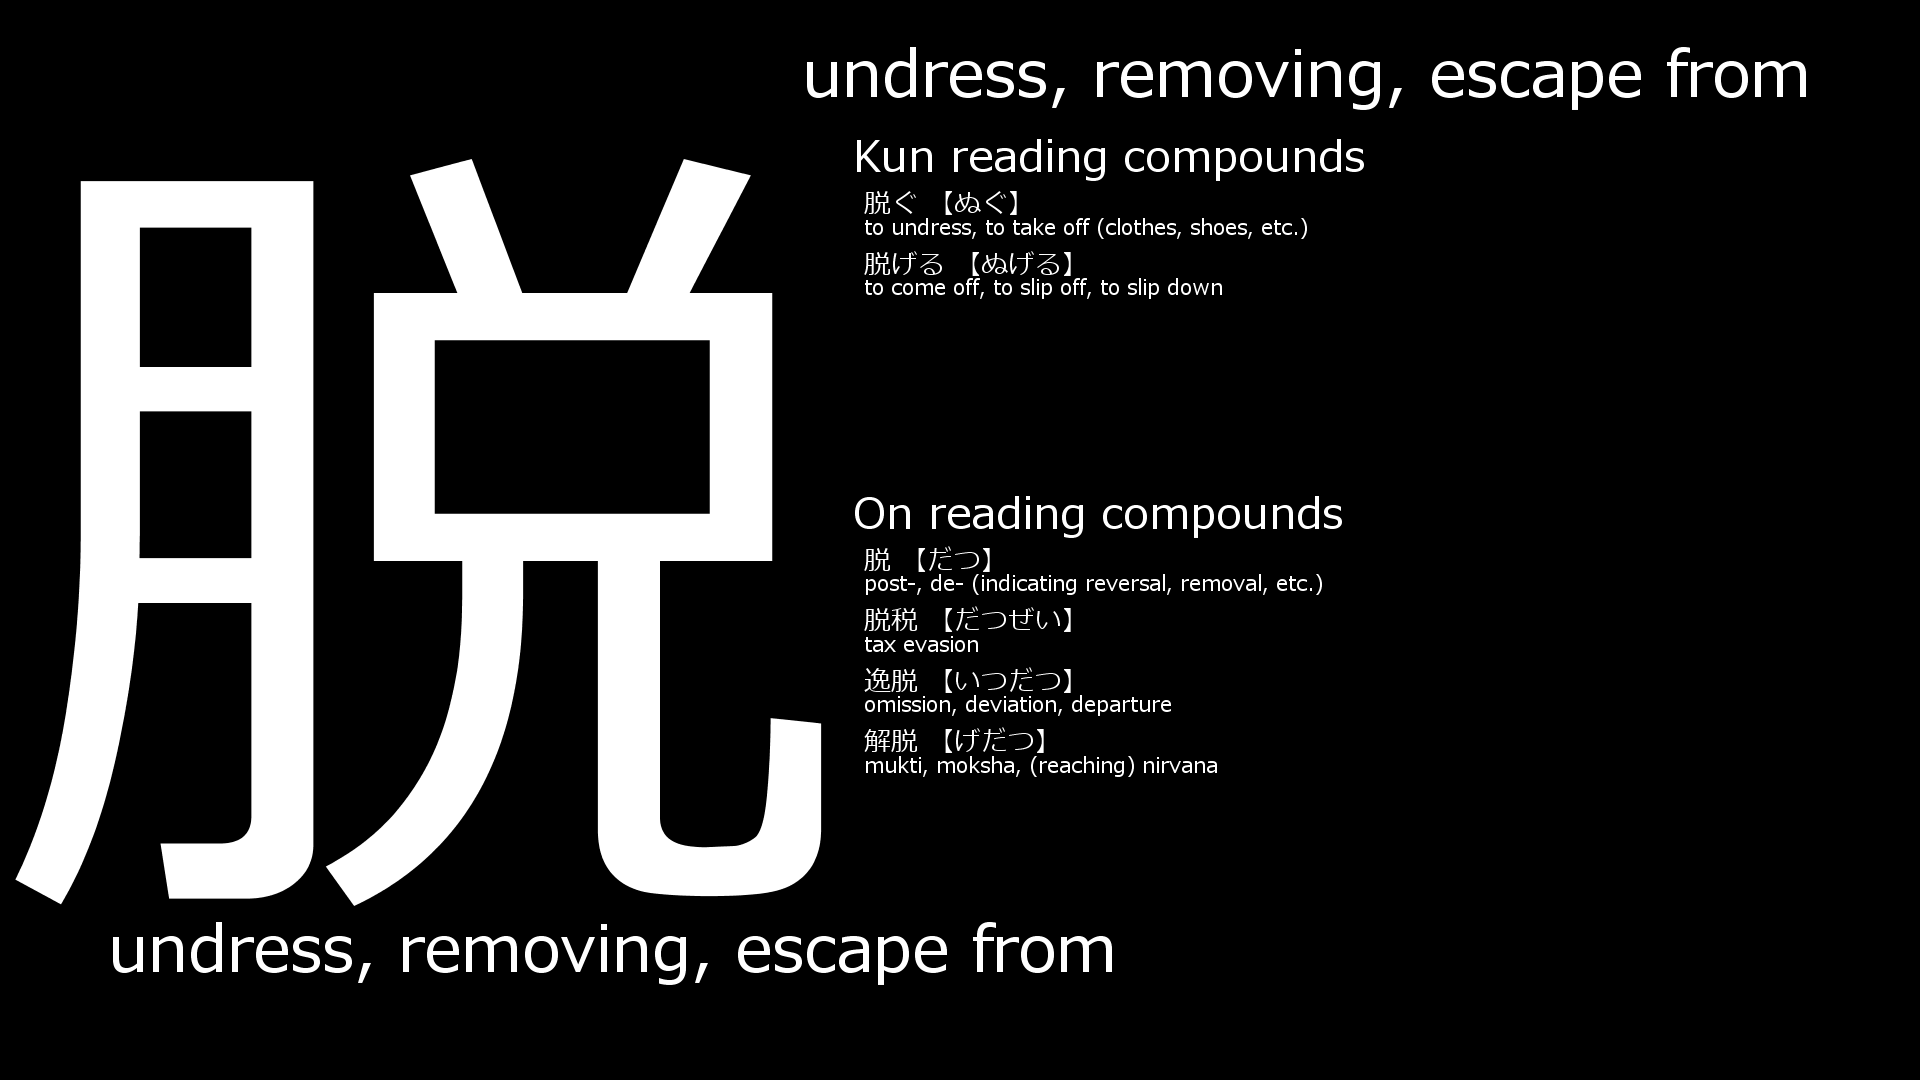 undress, removing, escape from
脱
Kun reading compounds
脱ぐ 【ぬぐ】
to undress, to take off (clothes, shoes, etc.)
脱げる 【ぬげる】
to come off, to slip off, to slip down
On reading compounds
脱 【だつ】
post-, de- (indicating reversal, removal, etc.)
脱税 【だつぜい】
tax evasion
逸脱 【いつだつ】
omission, deviation, departure
解脱 【げだつ】
mukti, moksha, (reaching) nirvana
undress, removing, escape from